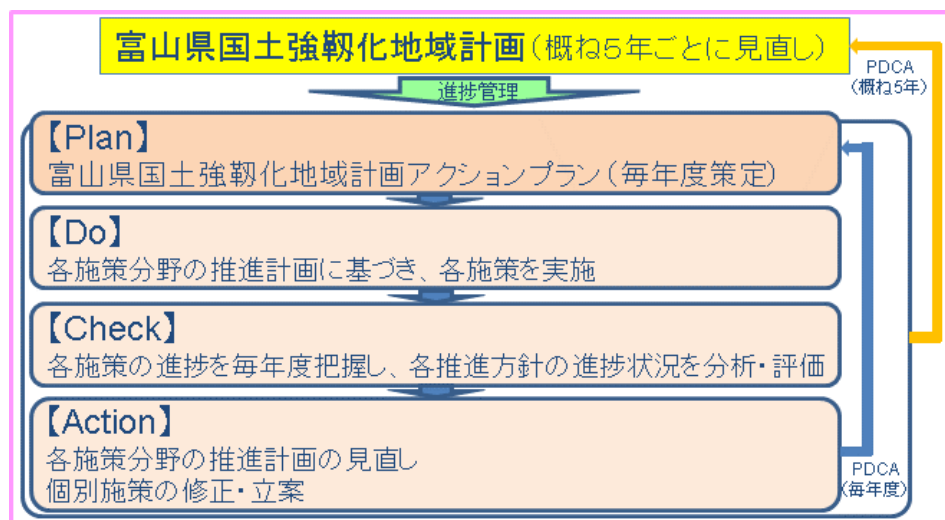 富山県国土強靱化地域計画(概ね5年ごとに見直し)
PDCA
(概ね5年)
進捗管理
【Plan】
富山県国土強靱化地域計画アクションプラン(毎年度策定)
【Do】
各施策分野の推進計画に基づき、各施策を実施
【Check】
各施策の進捗を毎年度把握し、各推進方針の進捗状況を分析・評価
【Action】
各施策分野の推進計画の見直し
個別施策の修正・立案
PDCA
(毎年度)